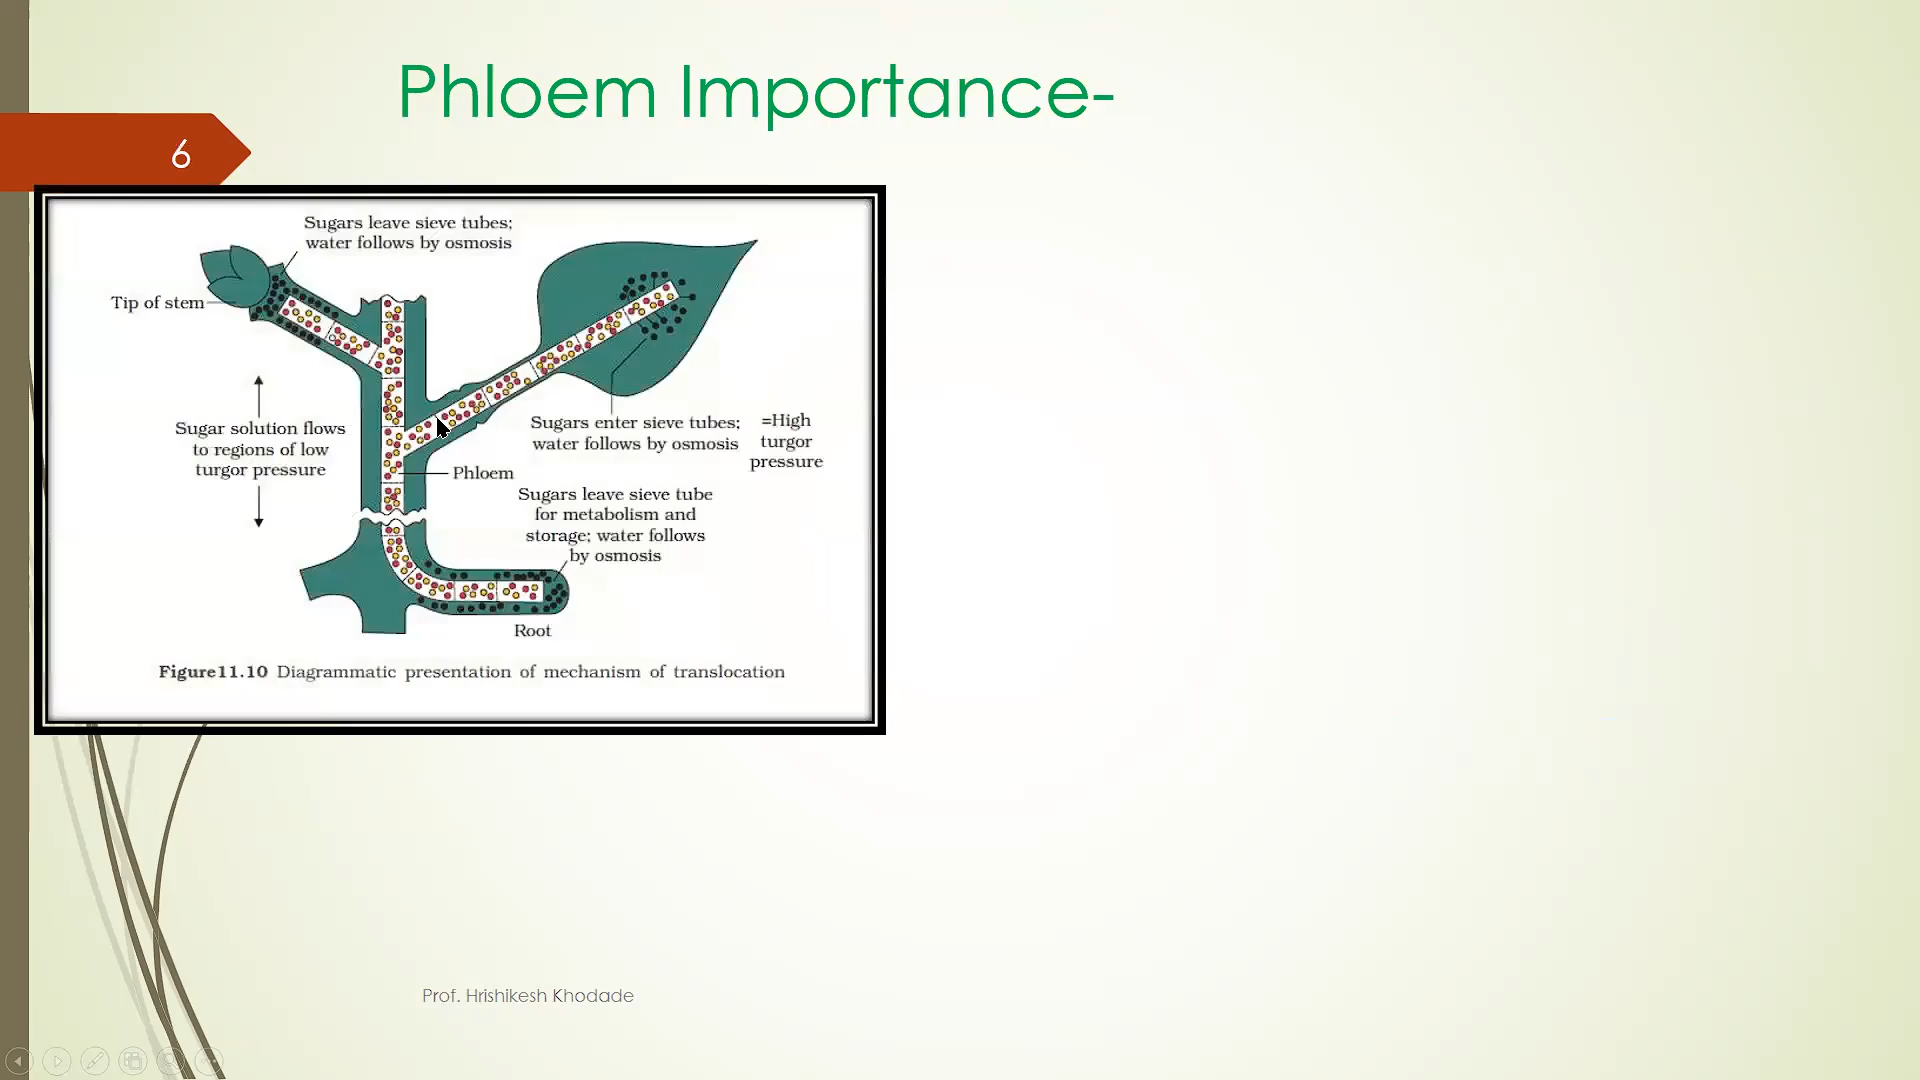 Phloem Importance-
6
Sugars leave sieve tubes;
water follows by osmosis
Tip of stem
Sugar solution flows
to regions of low
turgor pressure
Sugars enter sieve tubes;
water follows by osmosis
=High
turgor
pressure
Phloem
Sugars leave sieve tube
for metabolism and
storage; water follows
by osmosis
Root
Figure11.10 Diagrammatic presentation of mechanism of translocation
Prof. Hrishikesh Khodade